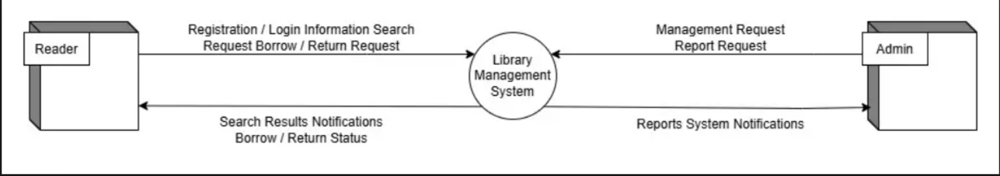 Reader
Registration / Login Information Search
Request Borrow / Return Request
Library
Management
System
Management Request
Report Request
Admin
Search Results Notifications
Borrow / Return Status
Reports System Notifications